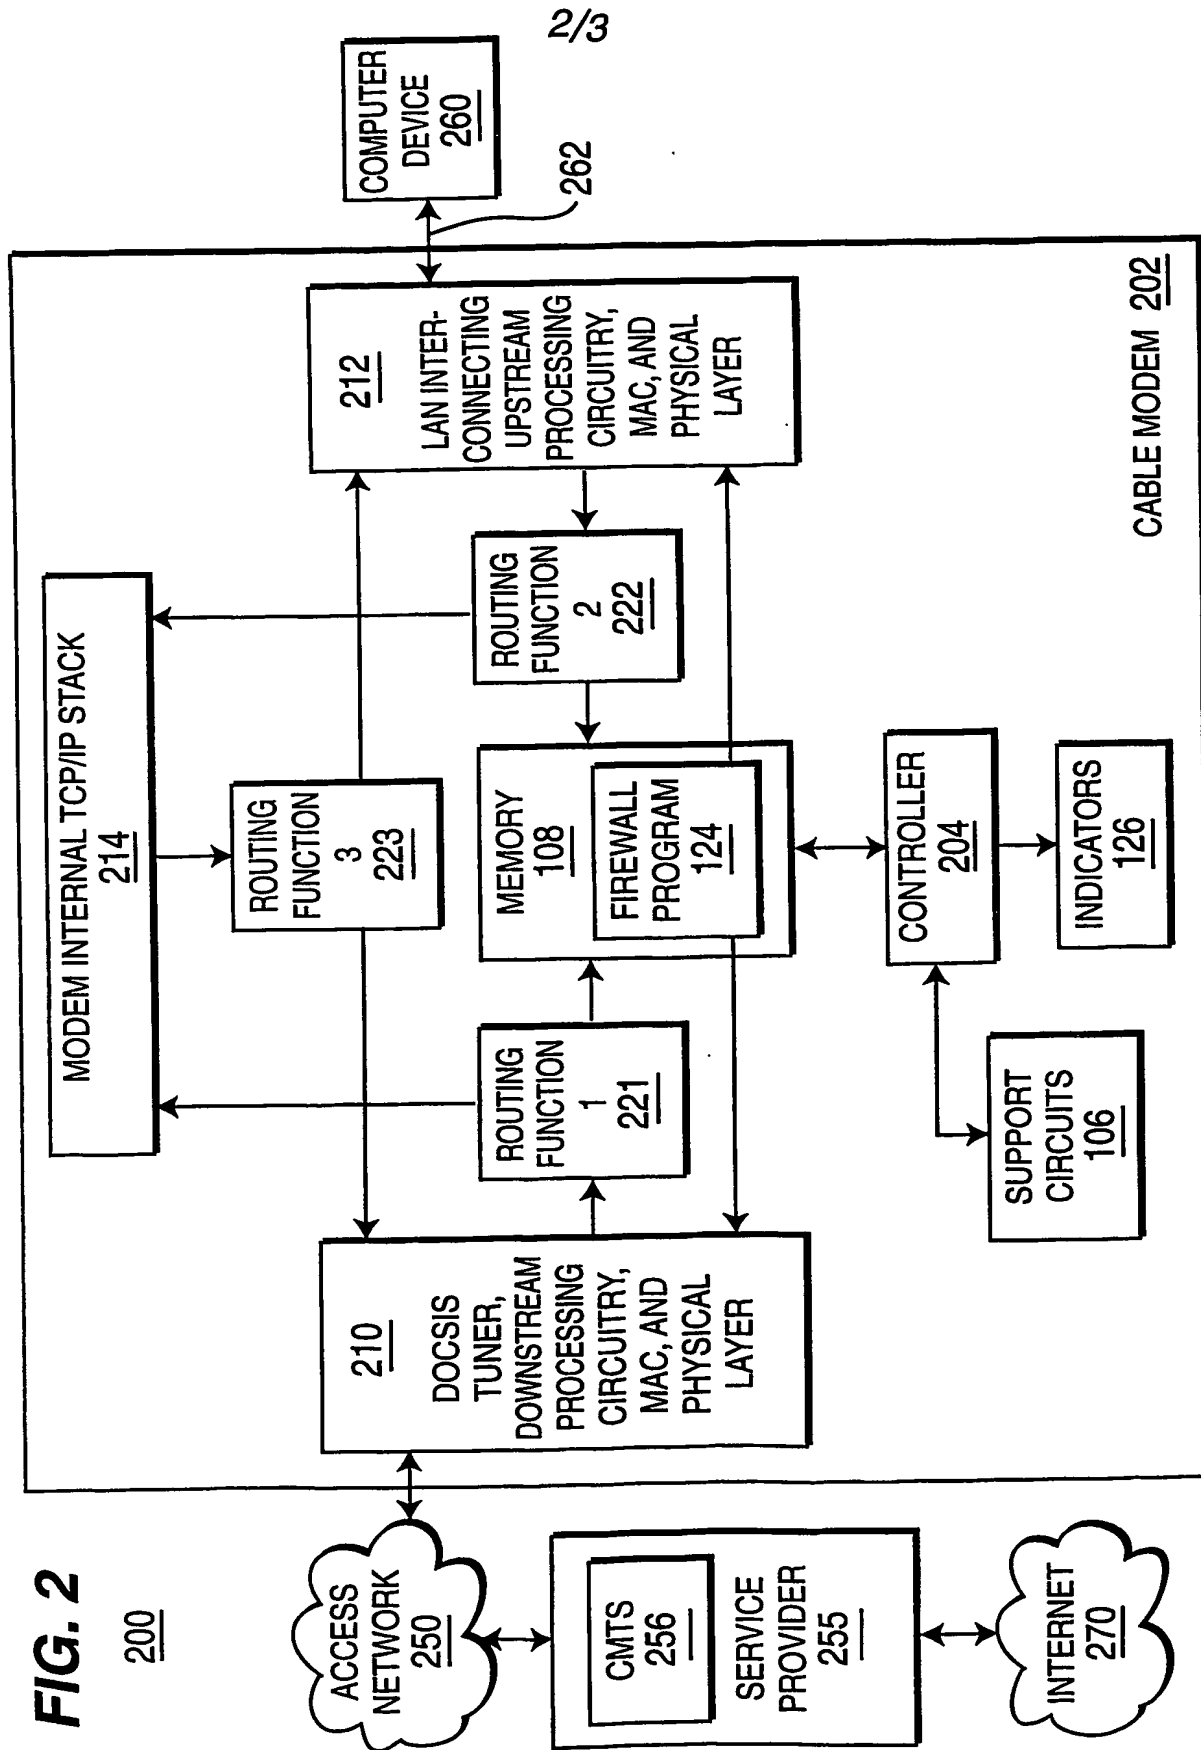 2/3
FIG. 2
200
MODEM INTERNAL TCP/IP STACK
214
ROUTING
FUNCTION
3
223
ACCESS
NETWORK
250
210
DOCSIS
TUNER,
DOWNSTREAM
PROCESSING
CIRCUITRY,
MAC, AND
PHYSICAL
LAYER
ROUTING
FUNCTION
1
221
MEMORY
108
FIREWALL
PROGRAM
124
ROUTING
FUNCTION
2
222
212
LAN INTER-
CONNECTING
UPSTREAM
PROCESSING
CIRCUITRY,
MAC, AND
PHYSICAL
LAYER
COMPUTER
DEVICE
260
262
CMTS
256
SERVICE
PROVIDER
255
INTERNET
270
SUPPORT
CIRCUITS
106
CONTROLLER
204
INDICATORS
126
CABLE MODEM 202